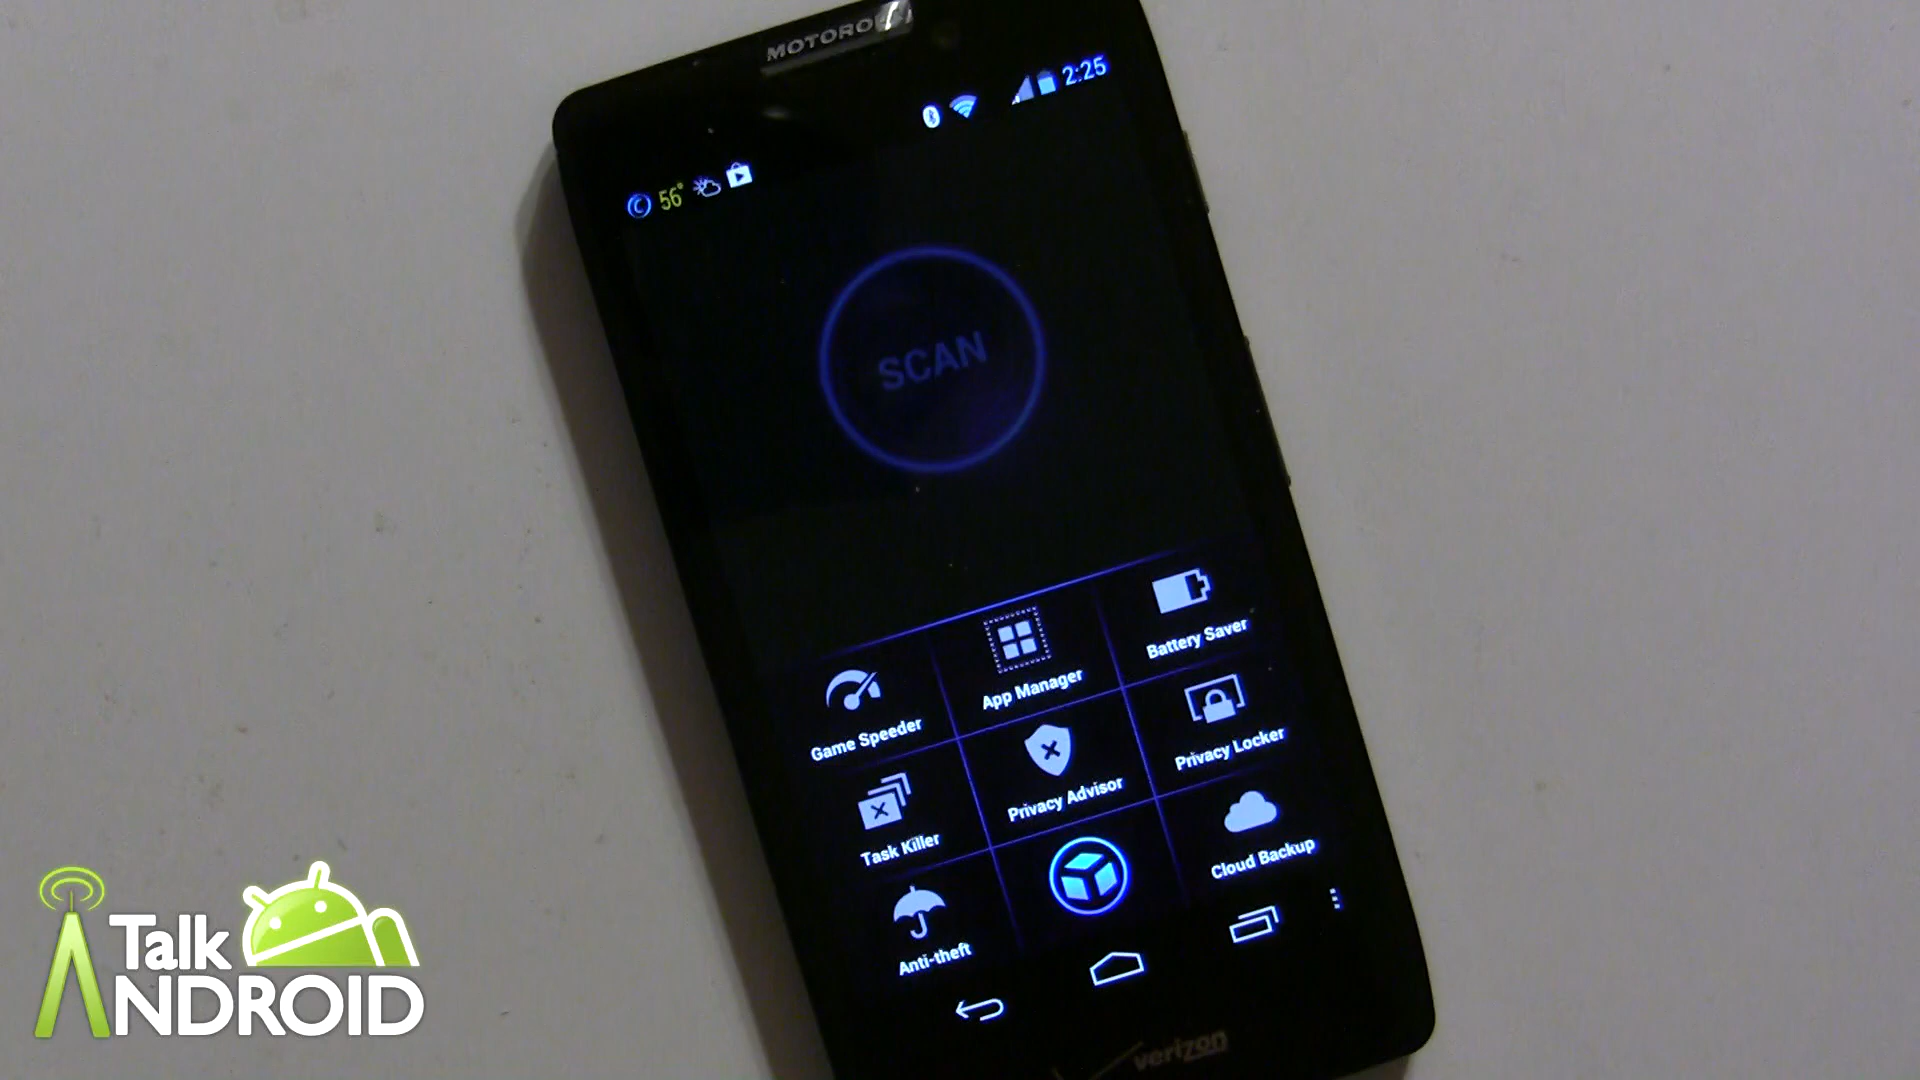 MOTOROLA
2:25
C 56°
SCAN
Game Speeder
App Manager
Battery Saver
Task Killer
Privacy Advisor
Privacy Locker
Anti-theft
Cloud Backup
verizon
Talk
ANDROID